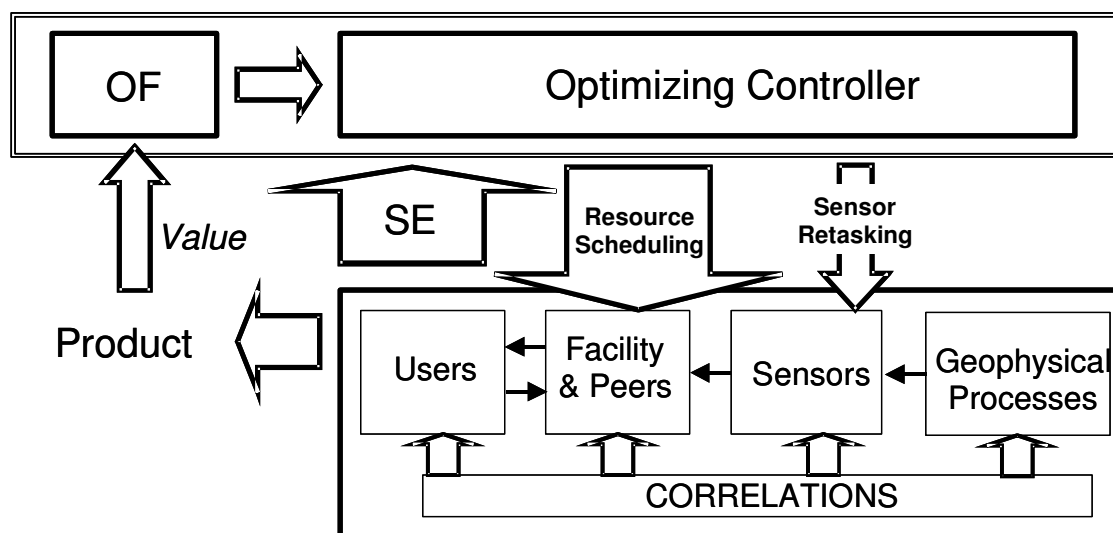 OF
Optimizing Controller
Value
SE
Resource
Scheduling
Sensor
Retasking
Product
Users
Facility
& Peers
Sensors
Geophysical
Processes
CORRELATIONS